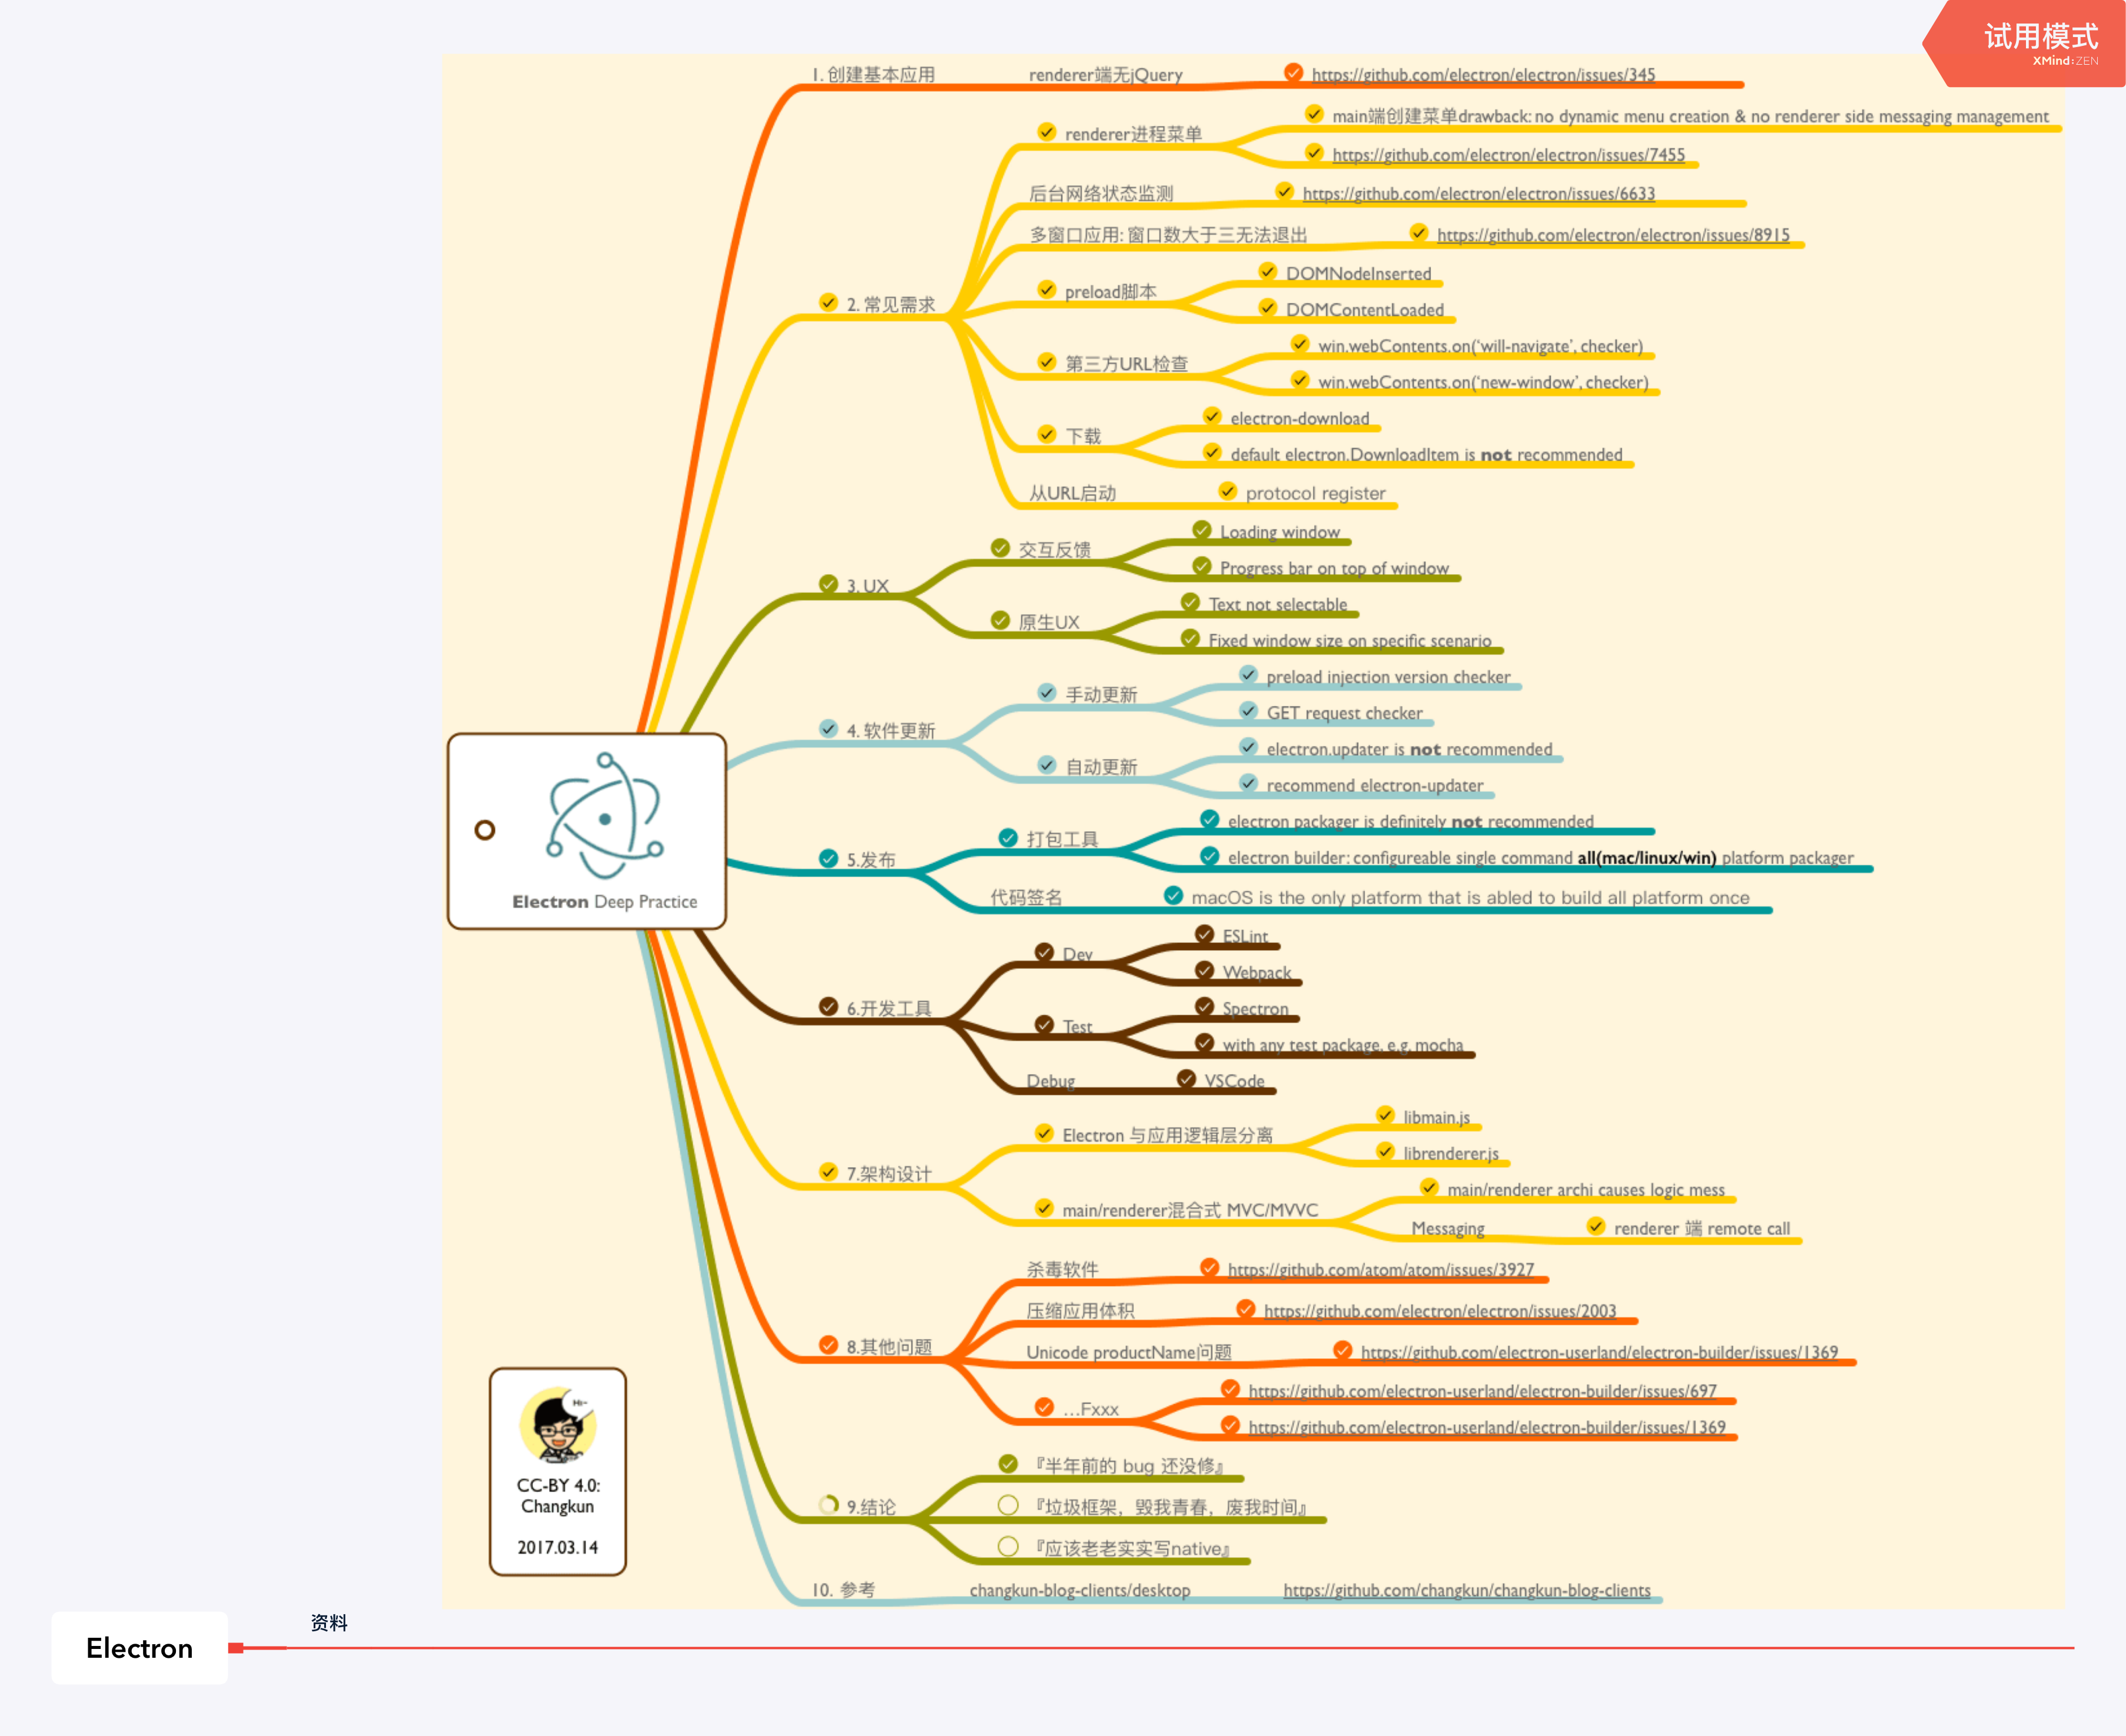 试用模式
XMind:ZEN
1. 创建基本应用
renderer端无jQuery
https://github.com/electron/electron/issues/345
2. 常见需求
renderer进程菜单
main端创建菜单drawback: no dynamic menu creation & no renderer side messaging management
https://github.com/electron/electron/issues/7455
后台网络状态监测
https://github.com/electron/electron/issues/6633
多窗口应用: 窗口数大于三无法退出
https://github.com/electron/electron/issues/8915
preload脚本
DOMNodeInserted
DOMContentLoaded
第三方URL检查
win.webContents.on(‘will-navigate’, checker)
win.webContents.on(‘new-window’, checker)
下载
electron-download
default electron.DownloadItem is not recommended
从URL启动
protocol register
3. UX
交互反馈
Loading window
Progress bar on top of window
原生UX
Text not selectable
Fixed window size on specific scenario
4. 软件更新
手动更新
preload injection version checker
GET request checker
自动更新
electron.updater is not recommended
recommend electron-updater
Electron Deep Practice
5.发布
打包工具
electron packager is definitely not recommended
electron builder: configureable single command all(mac/linux/win) platform packager
代码签名
macOS is the only platform that is abled to build all platform once
6.开发工具
Dev
ESLint
Webpack
Test
Spectron
with any test package. e.g. mocha
Debug
VSCode
7.架构设计
Electron 与应用逻辑层分离
libmain.js
librenderer.js
main/renderer混合式 MVC/MVVC
main/renderer archi causes logic mess
Messaging
renderer 端 remote call
8.其他问题
杀毒软件
https://github.com/atom/atom/issues/3927
压缩应用体积
https://github.com/electron/electron/issues/2003
Unicode productName问题
https://github.com/electron-userland/electron-builder/issues/1369
...Fxxx
https://github.com/electron-userland/electron-builder/issues/697
https://github.com/electron-userland/electron-builder/issues/1369
9.结论
『半年前的 bug 还没修』
『垃圾框架，毁我青春，废我时间』
『应该老老实实写native』
10. 参考
changkun-blog-clients/desktop
https://github.com/changkun/changkun-blog-clients
Hi~
CC-BY 4.0:
Changkun
2017.03.14
资料
Electron